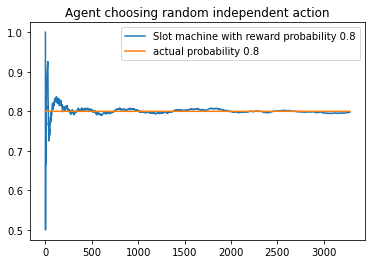 Agent choosing random independent action
Slot machine with reward probability 0.8
actual probability 0.8
1.0
0.9
0.8
0.7
0.6
0.5
0 500 1000 1500 2000 2500 3000